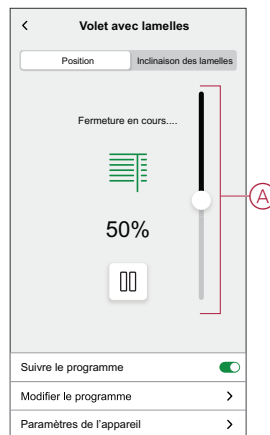 Volet avec lamelles
Position Inclinaison des lamelles
Fermeture en cours....
A
50%
Suivre le programme
Modifier le programme
Paramètres de l'appareil